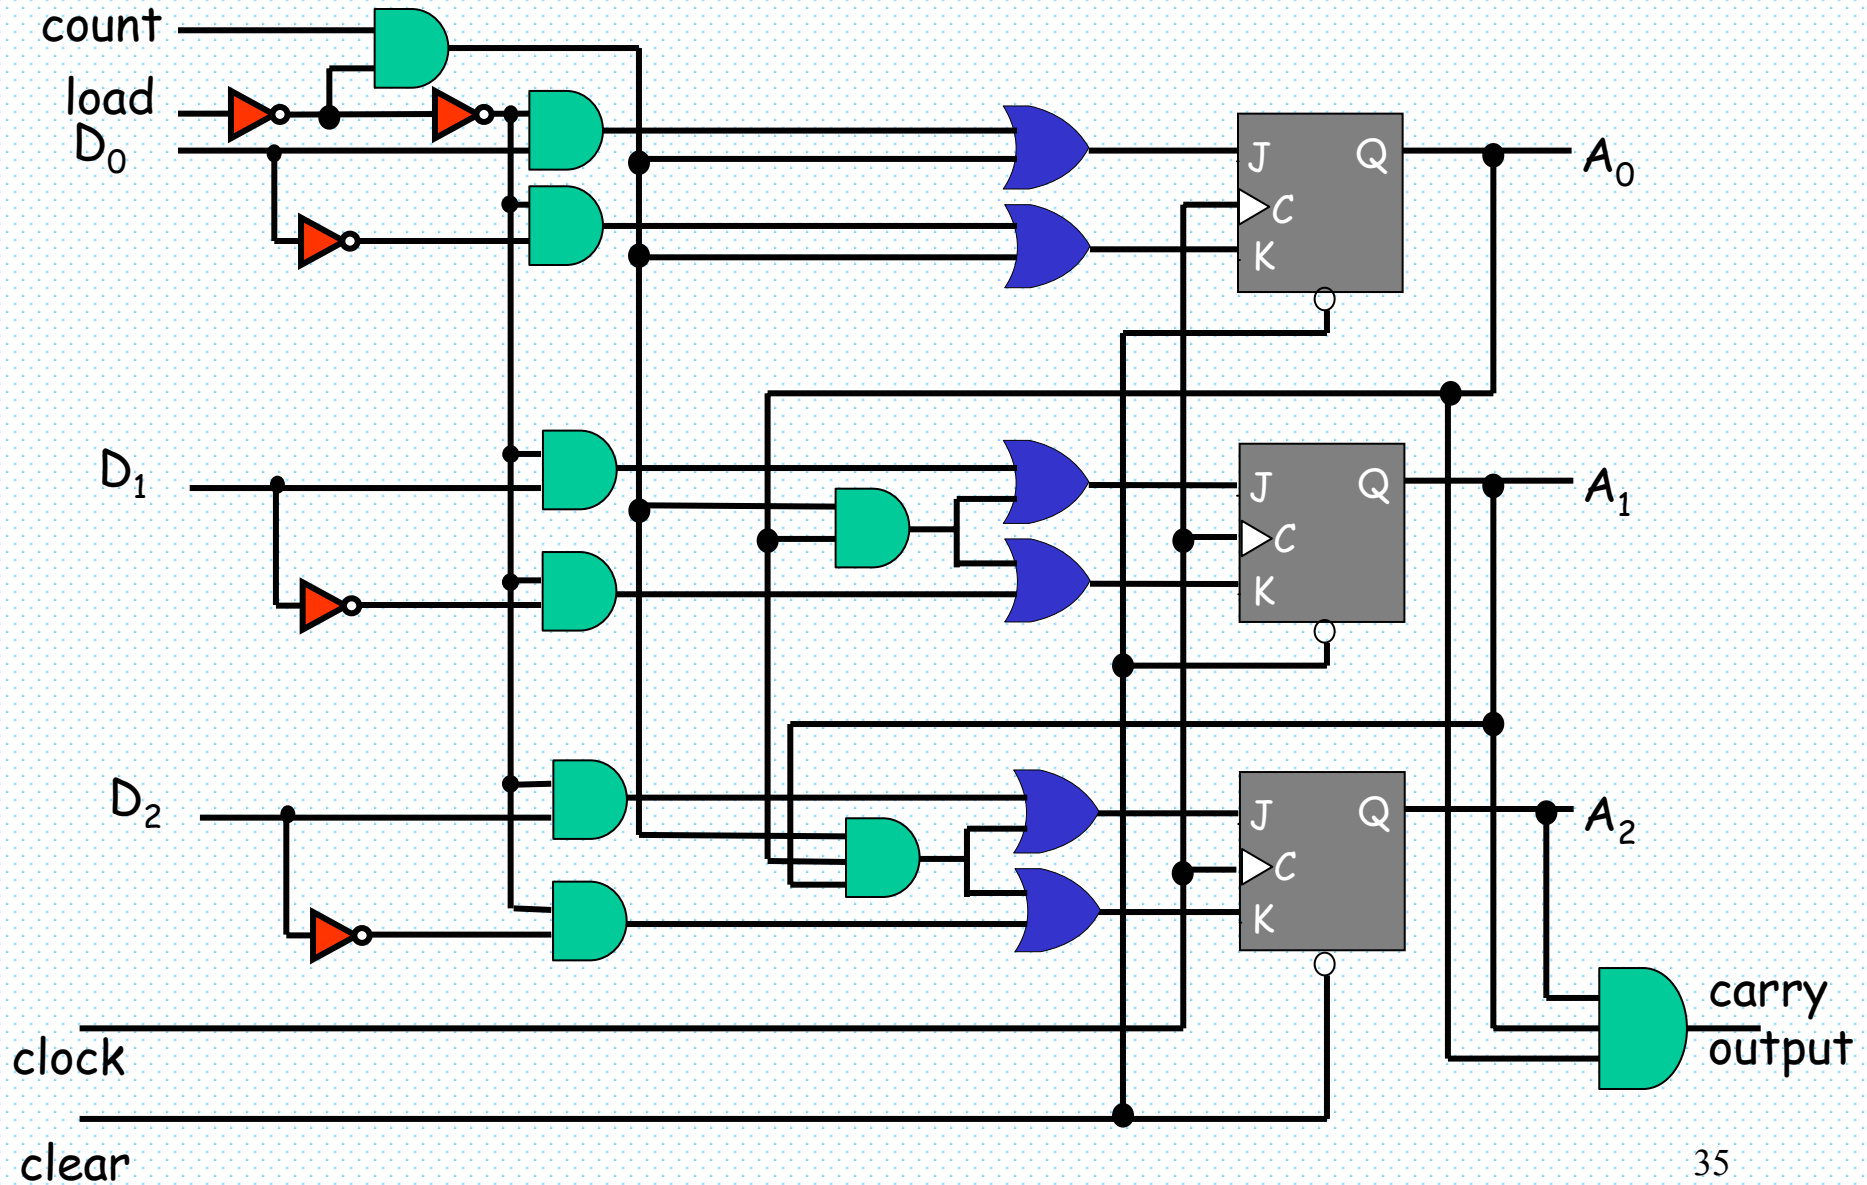 count
load
D0
J Q A0
C
K
D1
J Q A1
C
K
D2
J Q A2
C
K
carry
output
clock
clear
35